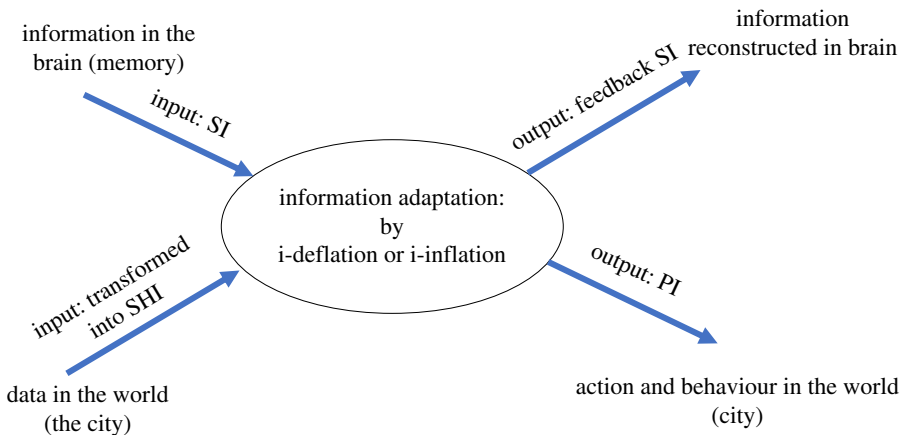 information in the
brain (memory)
input: SI
information
reconstructed in brain
output: feedback SI
information adaptation:
by
i-deflation or i-inflation
input: transformed
into SHI
output: PI
data in the world
(the city)
action and behaviour in the world
(city)